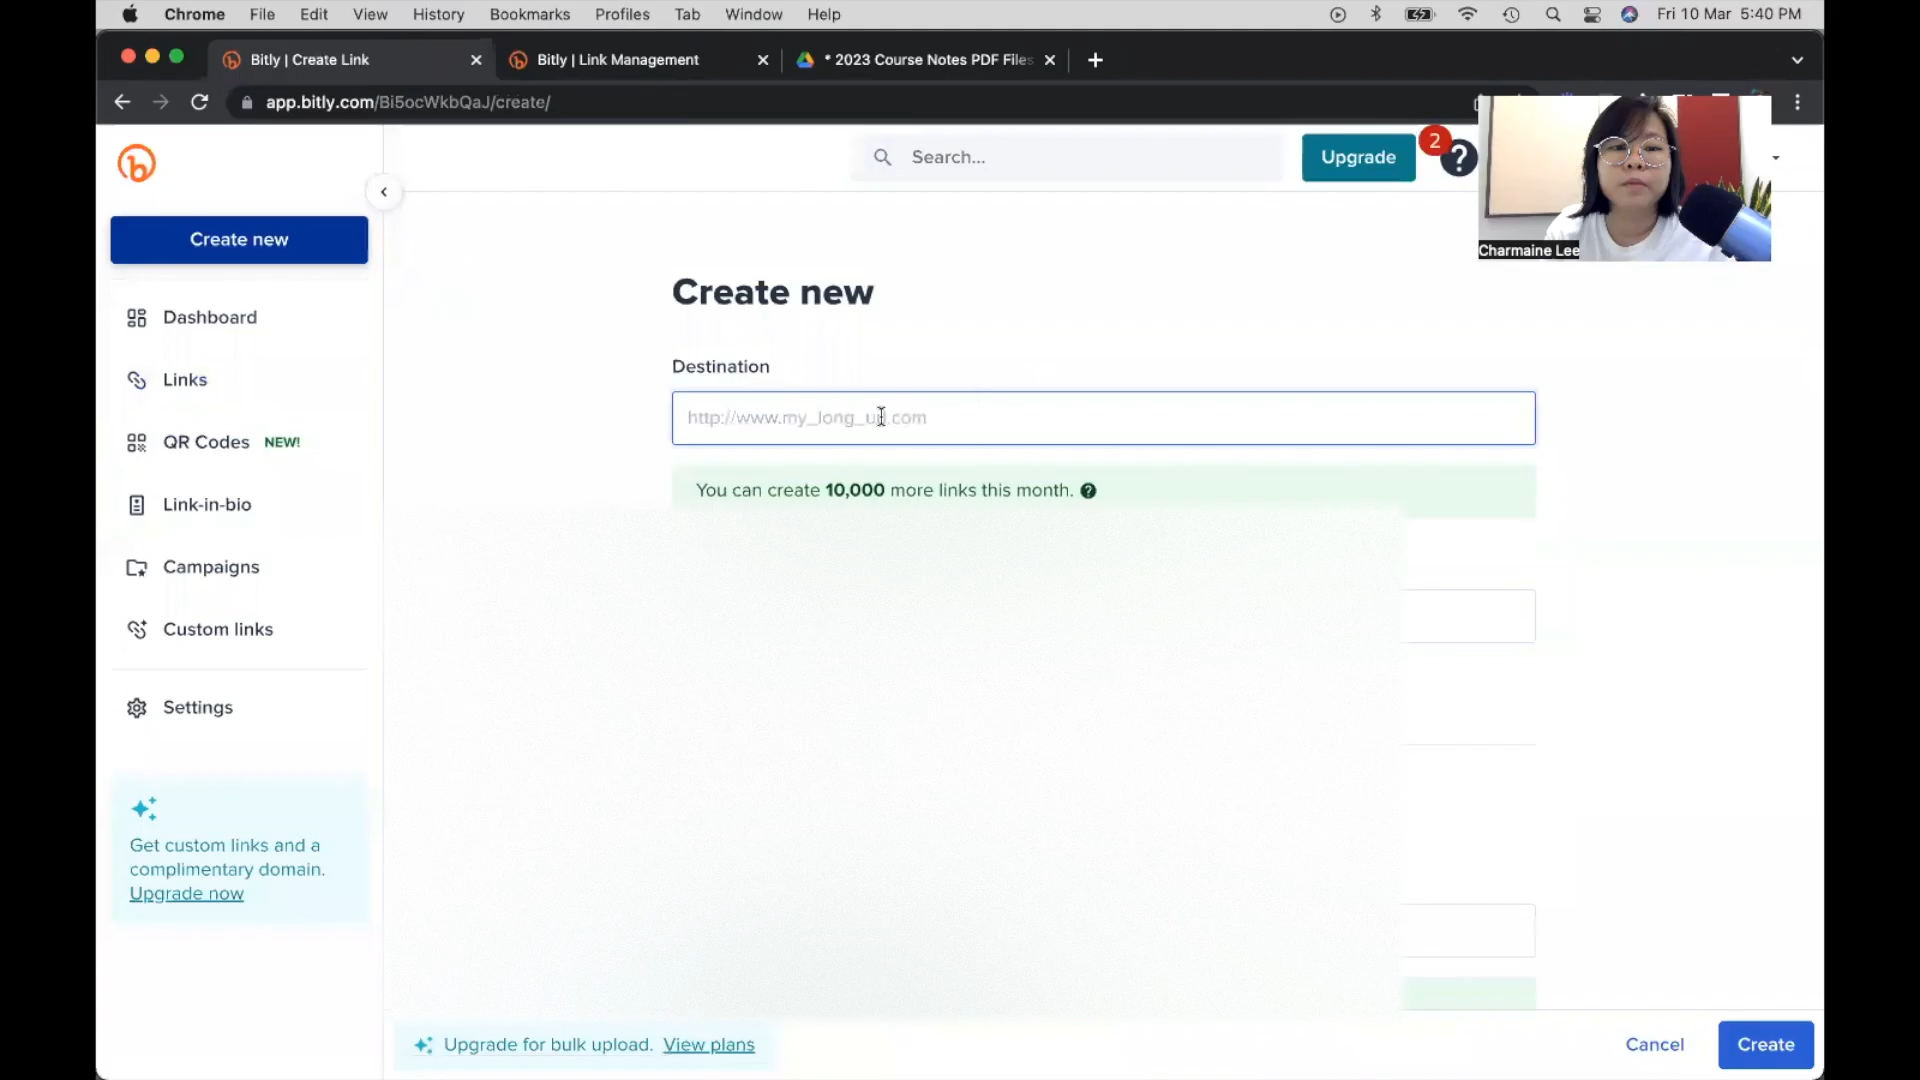 Chrome File Edit View History Bookmarks Profiles Tab Window Help Fri 10 Mar 5:40 PM
Bitly | Create Link Bitly | Link Management * 2023 Course Notes PDF Files
app.bitly.com/Bi5ocWkbQaJ/create/
Search... Upgrade 2 ?
Charmaine Lee
Create new
Dashboard
Links
QR Codes NEW!
Link-in-bio
Campaigns
Custom links
Settings
Get custom links and a
complimentary domain.
Upgrade now
Create new
Destination
http://www.my_long_url.com
You can create 10,000 more links this month. ?
Upgrade for bulk upload. View plans
Cancel Create